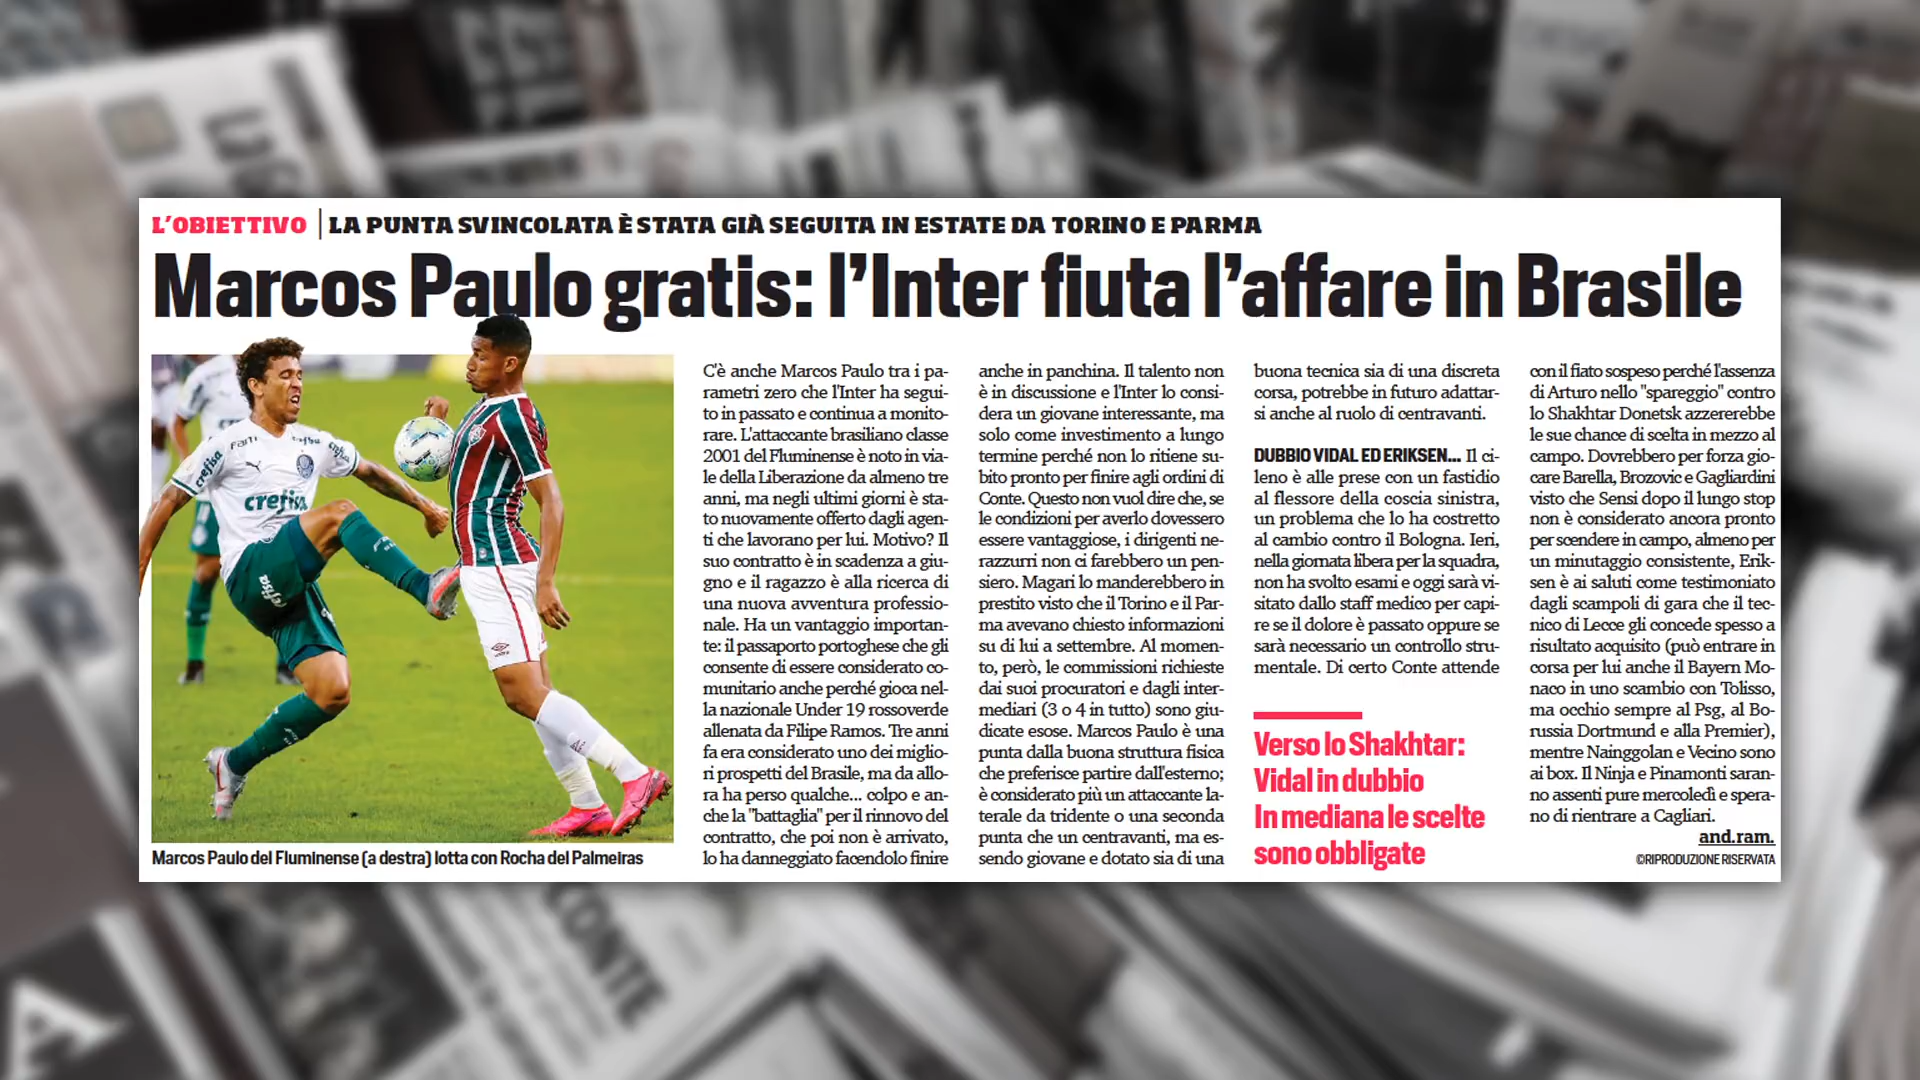 L'OBIETTIVO | LA PUNTA SVINCOLATA È STATA GIÀ SEGUITA IN ESTATE DA TORINO E PARMA
Marcos Paulo gratis: l'Inter fiuta l'affare in Brasile
crefisa
crefisa
crefisa
Marcos Paulo del Fluminense (a destra) lotta con Rocha del Palmeiras
C'è anche Marcos Paulo tra i pa-
rametri zero che l'Inter ha segui-
to in passato e continua a monito-
rare. L'attaccante brasiliano classe
2001 del Fluminense è noto in via-
le della Liberazione da almeno tre
anni, ma negli ultimi giorni è sta-
to nuovamente offerto dagli agen-
ti che lavorano per lui. Motivo? Il
suo contratto è in scadenza a giu-
gno e il ragazzo è alla ricerca di
una nuova avventura professio-
nale. Ha un vantaggio importan-
te: il passaporto portoghese che gli
consente di essere considerato co-
munitario anche perché gioca nel-
la nazionale Under 19 rossoverde
allenata da Filipe Ramos. Tre anni
fa era considerato uno dei miglio-
ri prospetti del Brasile, ma da allo-
ra ha perso qualche... colpo e an-
che la "battaglia" per il rinnovo del
contratto, che poi non è arrivato,
lo ha danneggiato facendolo finire
anche in panchina. Il talento non
è in discussione e l'Inter lo consi-
dera un giovane interessante, ma
solo come investimento a lungo
termine perché non lo ritiene su-
bito pronto per finire agli ordini di
Conte. Questo non vuol dire che, se
le condizioni per averlo dovessero
essere vantaggiose, i dirigenti ne-
razzurri non ci farebbero un pen-
siero. Magari lo manderebbero in
prestito visto che il Torino e il Par-
ma avevano chiesto informazioni
su di lui a settembre. Al momen-
to, però, le commissioni richieste
dai suoi procuratori e dagli inter-
mediari (3 o 4 in tutto) sono giu-
dicate esose. Marcos Paulo è una
punta dalla buona struttura fisica
che preferisce partire dall'esterno;
è considerato più un attaccante la-
terale da tridente o una seconda
punta che un centravanti, ma es-
sendo giovane e dotato sia di una
buona tecnica sia di una discreta
corsa, potrebbe in futuro adattar-
si anche al ruolo di centravanti.
DUBBIO VIDAL ED ERIKSEN... Il ci-
leno è alle prese con un fastidio
al flessore della coscia sinistra,
un problema che lo ha costretto
al cambio contro il Bologna. Ieri,
nella giornata libera per la squadra,
non ha svolto esami e oggi sarà vi-
sitato dallo staff medico per capi-
re se il dolore è passato oppure se
sarà necessario un controllo stru-
mentale. Di certo Conte attende
Verso lo Shakhtar:
Vidal in dubbio
In mediana le scelte
sono obbligate
con il fiato sospeso perché l'assenza
di Arturo nello "spareggio" contro
lo Shakhtar Donetsk azzererebbe
le sue chance di scelta in mezzo al
campo. Dovrebbero per forza gio-
care Barella, Brozovic e Gagliardini
visto che Sensi dopo il lungo stop
non è considerato ancora pronto
per scendere in campo, almeno per
un minutaggio consistente, Erik-
sen è ai saluti come testimoniato
dagli scampoli di gara che il tec-
nico di Lecce gli concede spesso a
risultato acquisito (può entrare in
corsa per lui anche il Bayern Mo-
naco in uno scambio con Tolisso,
ma occhio sempre al Psg, al Bo-
russia Dortmund e alla Premier),
mentre Nainggolan e Vecino sono
ai box. Il Ninja e Pinamonti saran-
no assenti pure mercoledì e spera-
no di rientrare a Cagliari.
and.ram.
©RIPRODUZIONE RISERVATA
CONTE